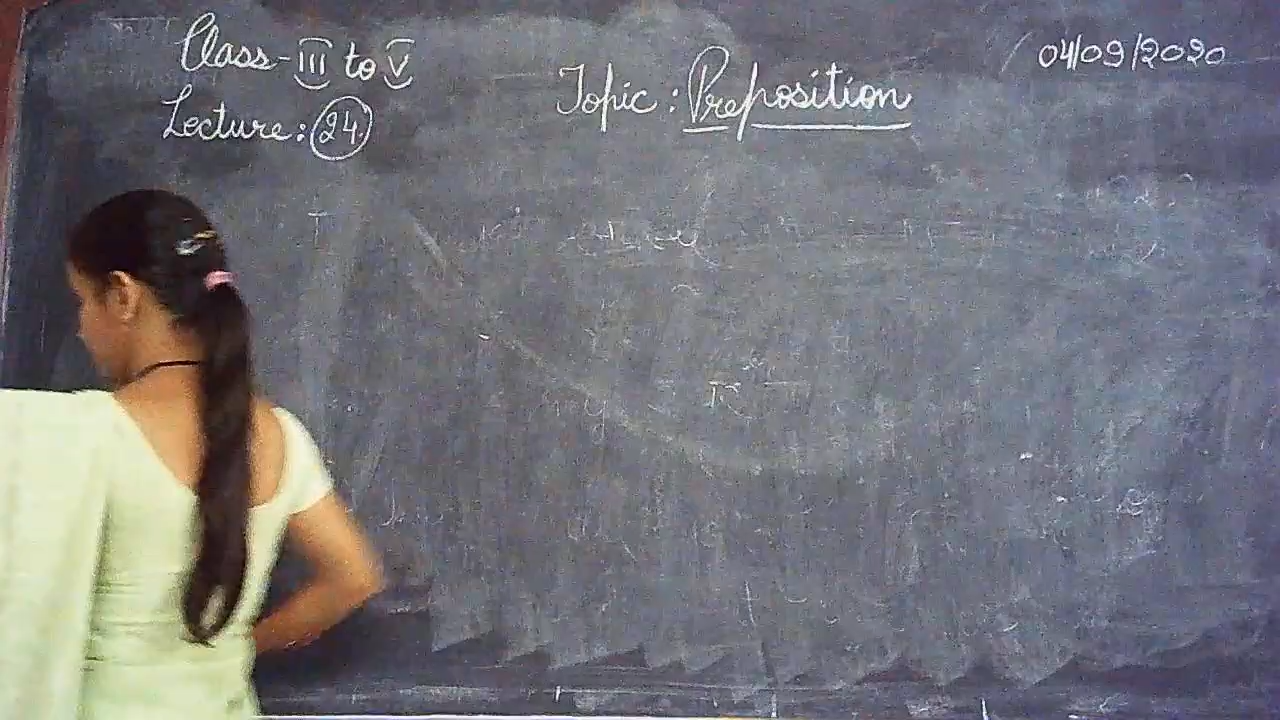 Class - III to V
Lecture : 24.
Topic : Preposition
04/09/2020